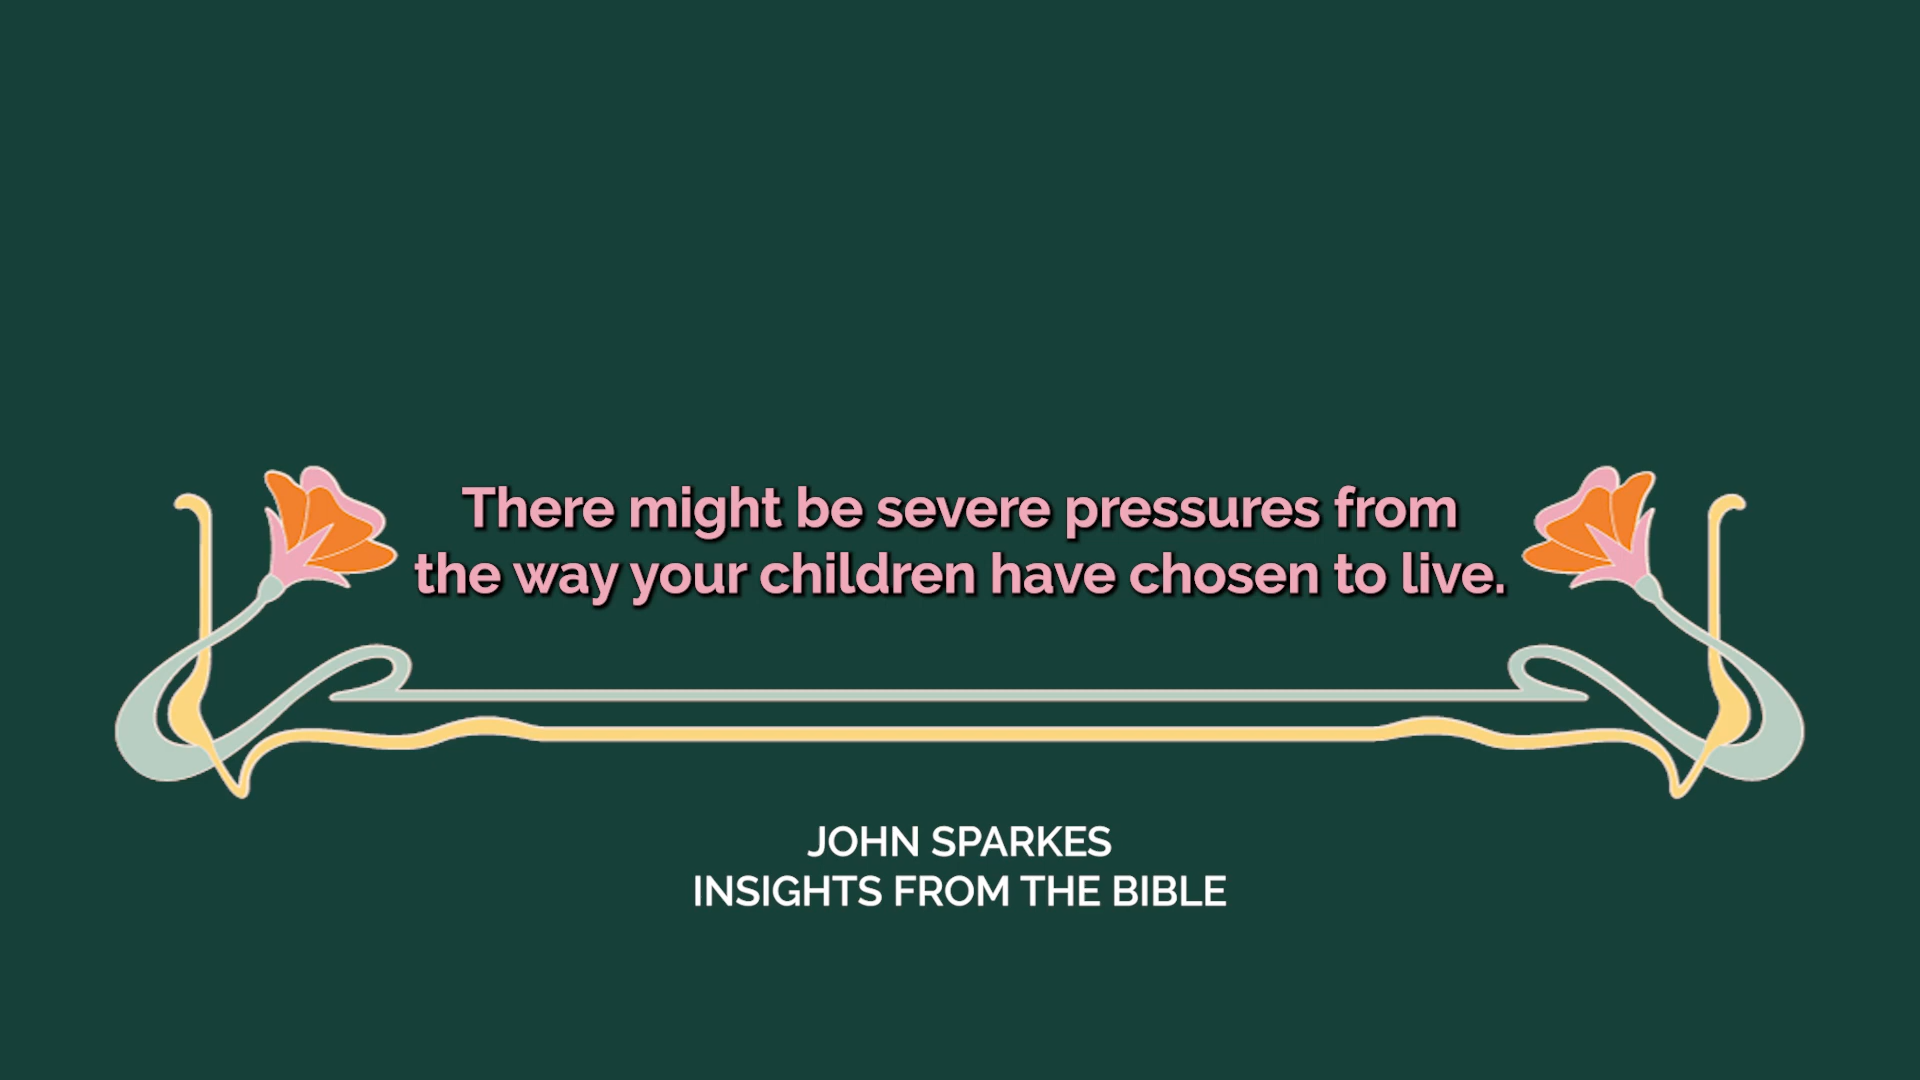 There might be severe pressures from
the way your children have chosen to live.
JOHN SPARKES
INSIGHTS FROM THE BIBLE